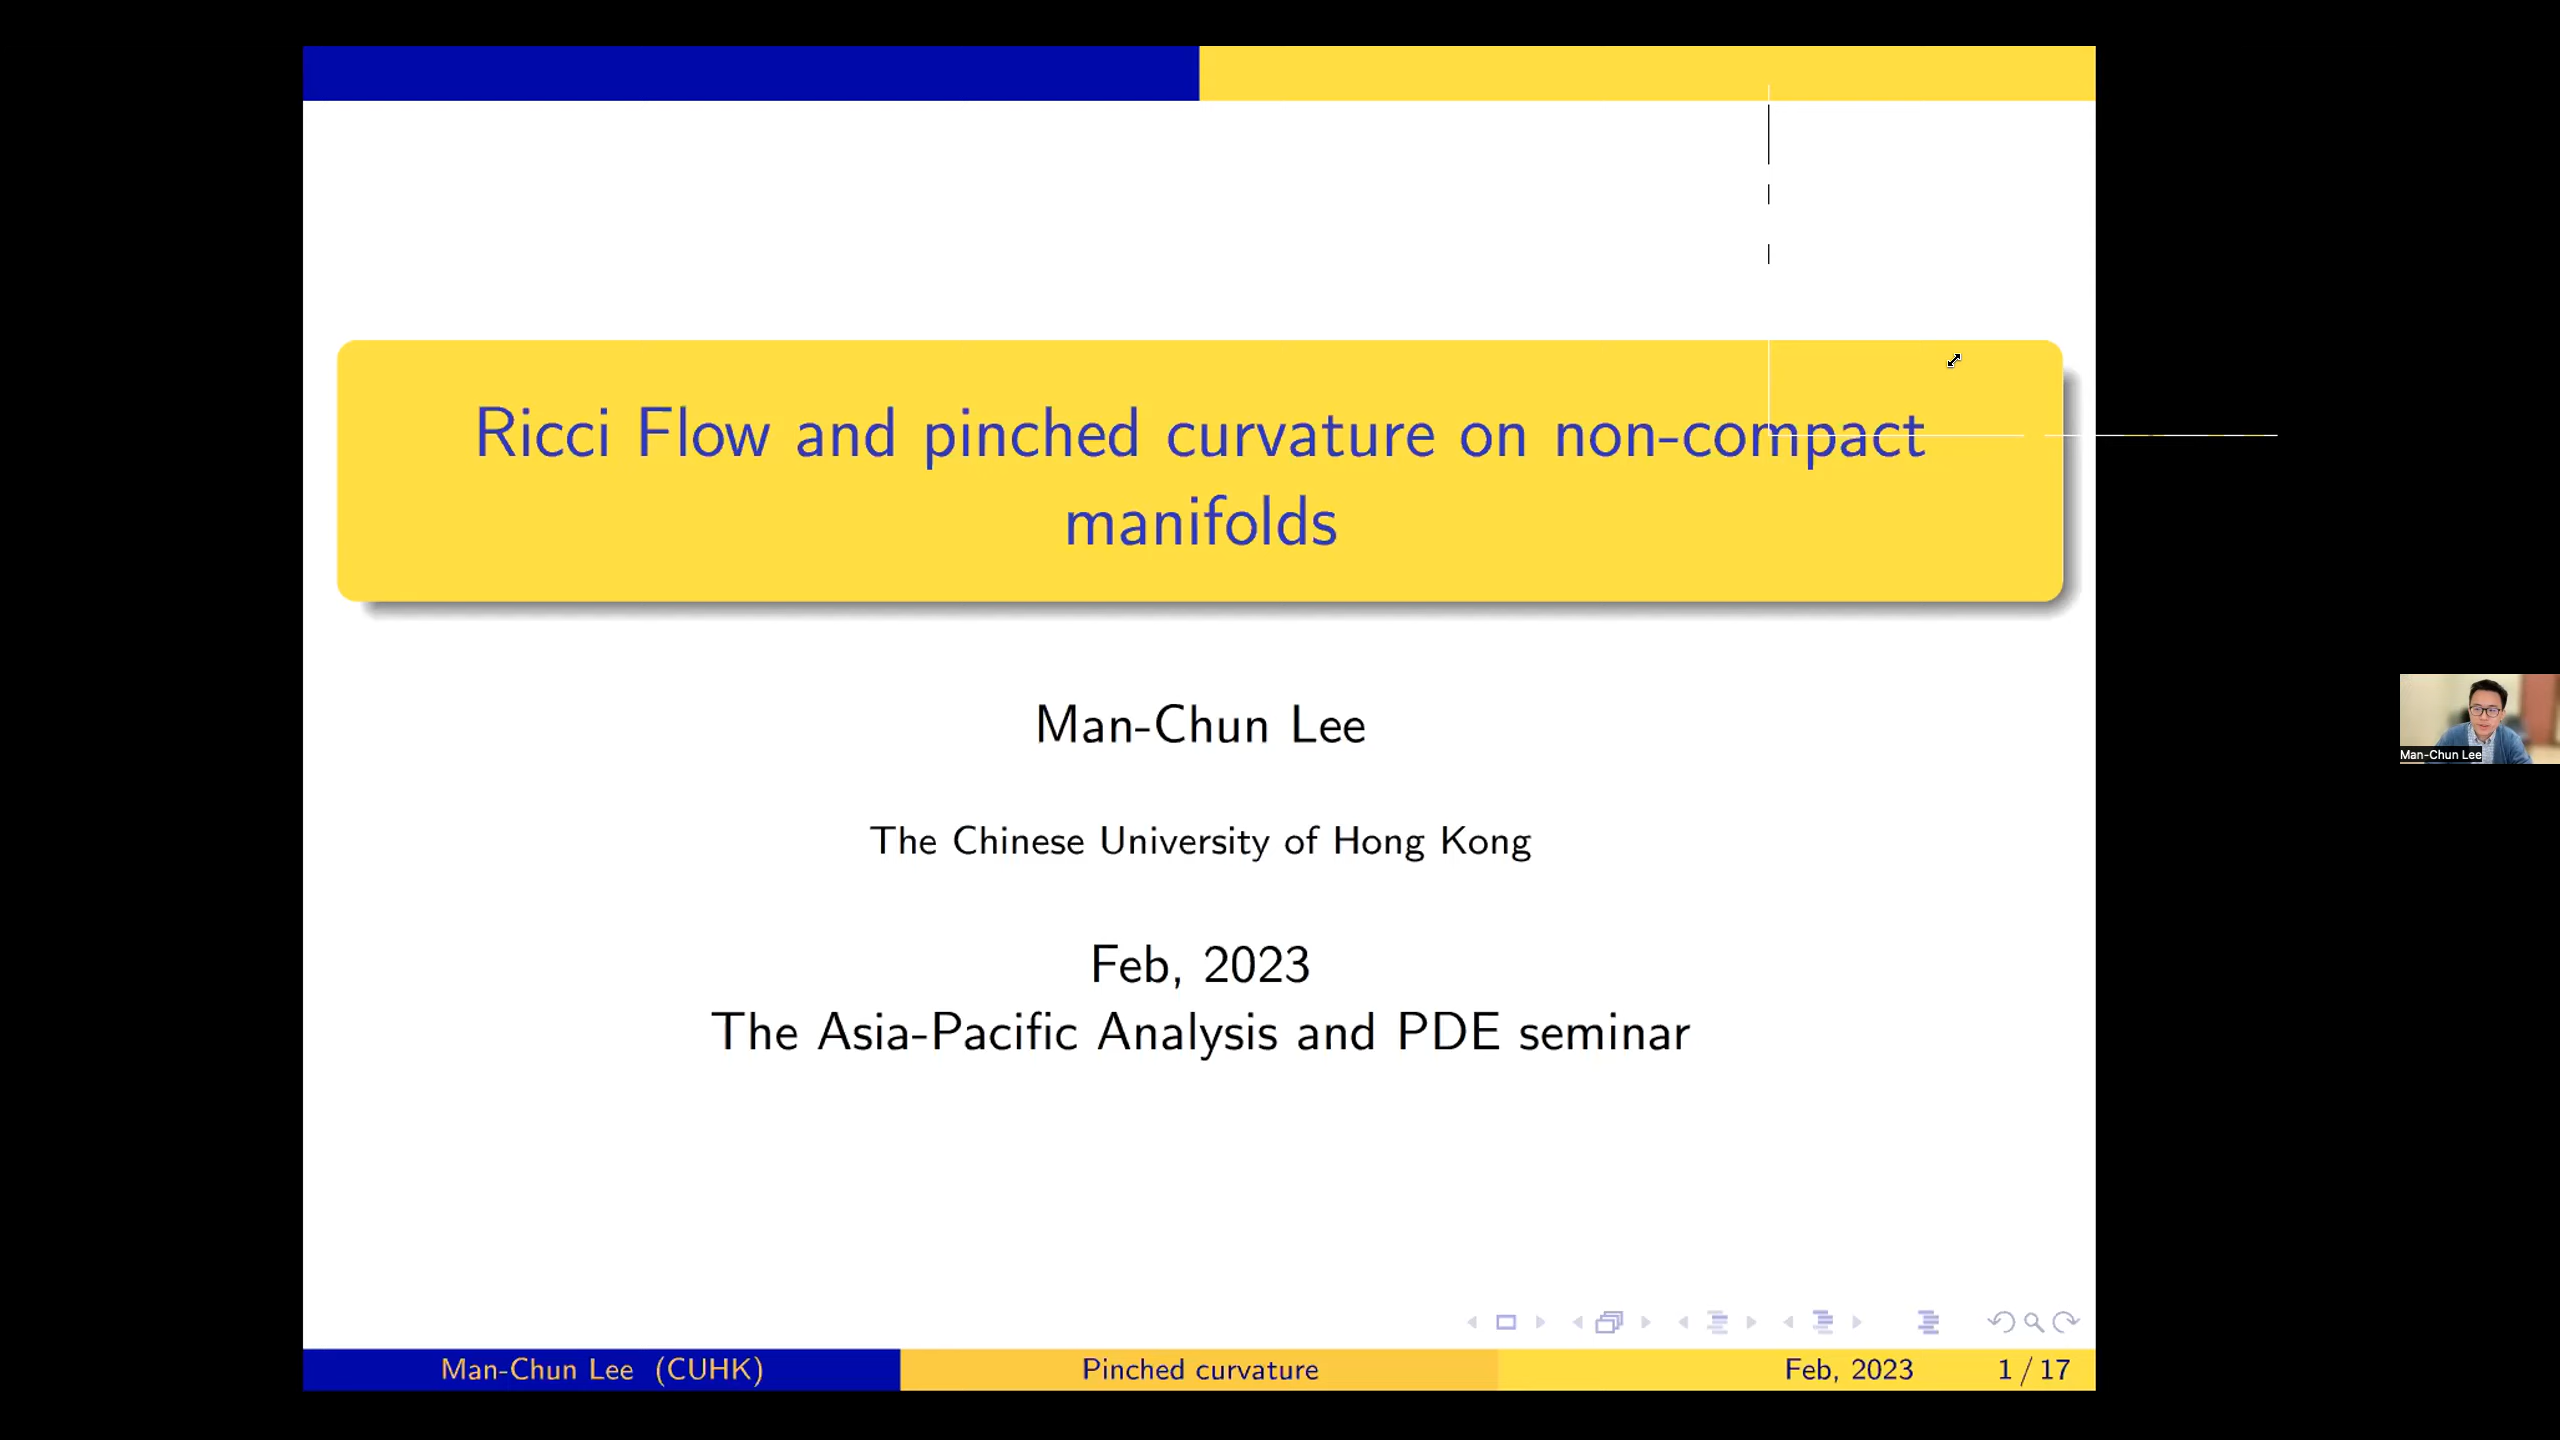 Ricci Flow and pinched curvature on non-compact
manifolds
Man-Chun Lee
The Chinese University of Hong Kong
Feb, 2023
The Asia-Pacific Analysis and PDE seminar
Man-Chun Lee
Man-Chun Lee (CUHK)
Pinched curvature
Feb, 2023
1 / 17